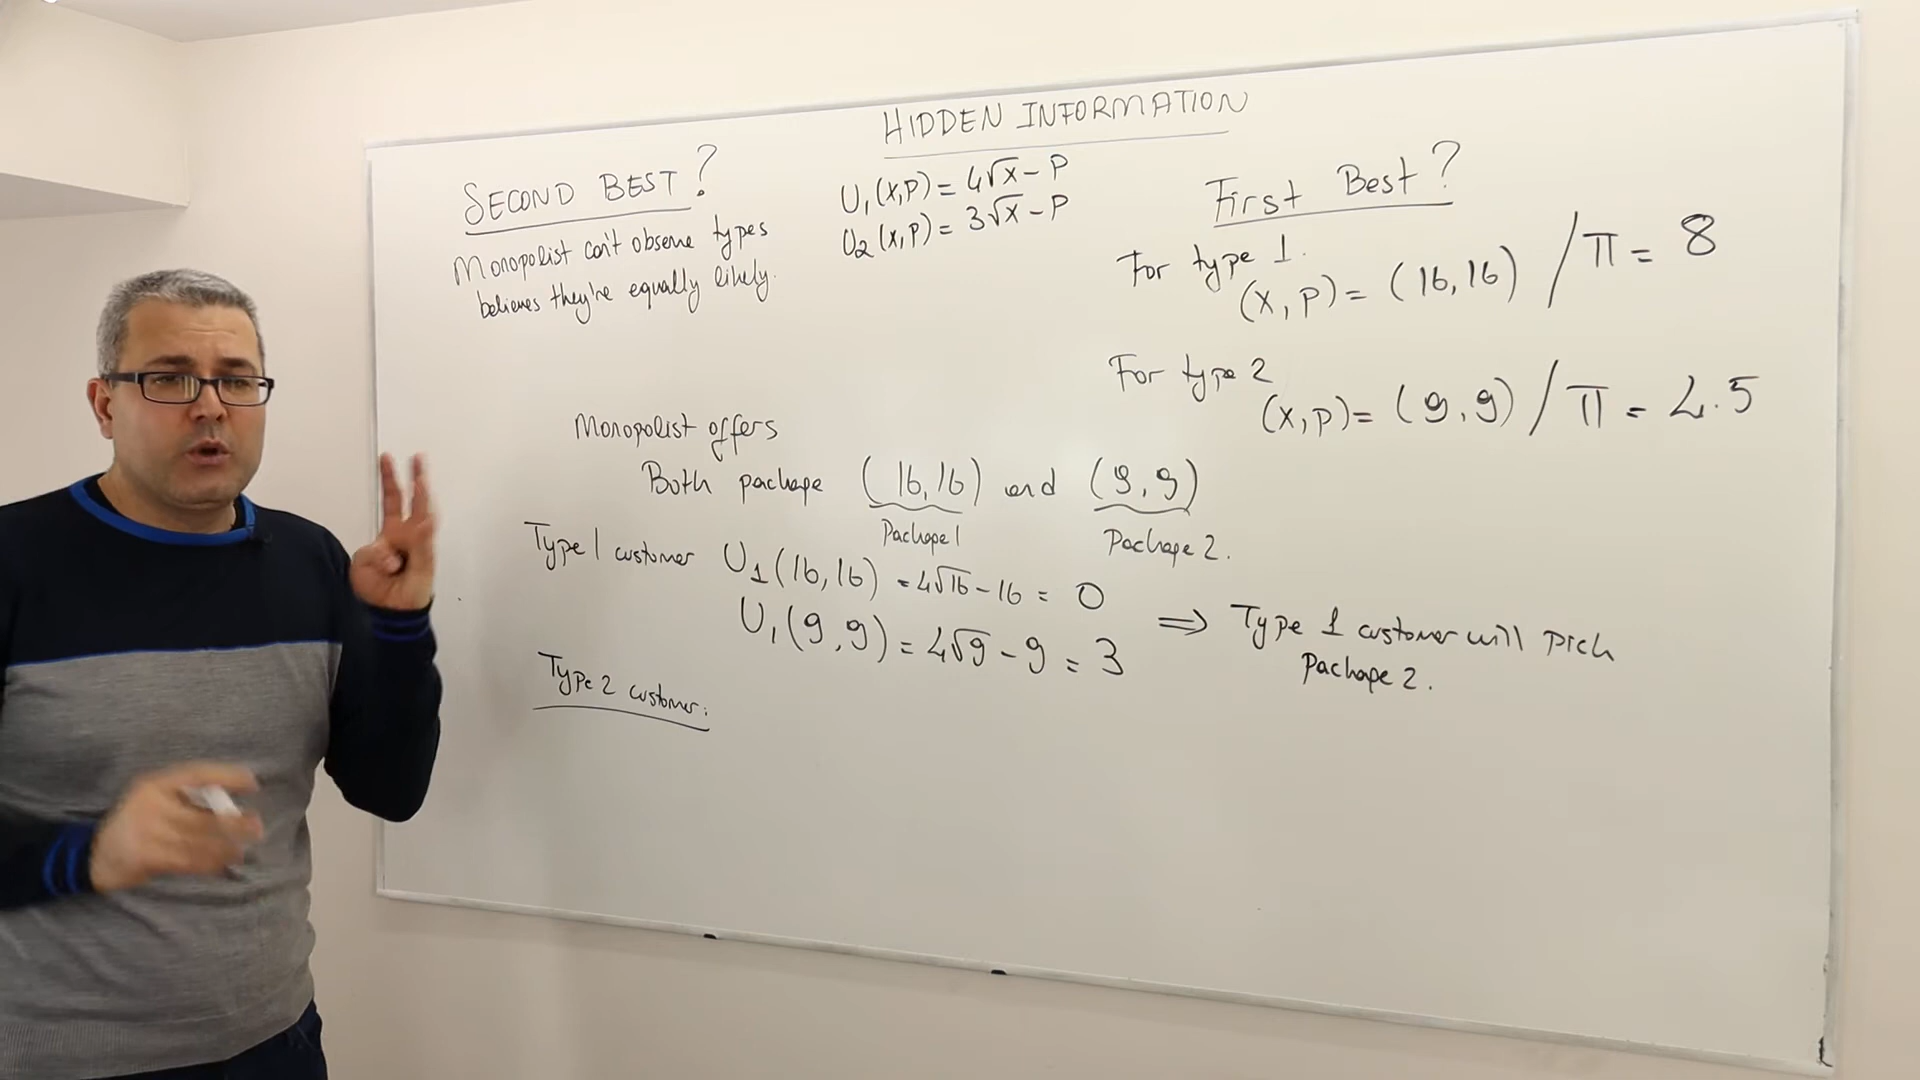 HIDDEN INFORMATION
SECOND BEST?
Monopolist can't observe types
believes they're equally likely.
U₁(x,p) = 4√x - P
U₂(x,p) = 3√x - P
First Best?
For type 1.
(x,p) = (16,16) / π = 8
For type 2
(x,p) = (9,9) / π = 4.5
Monopolist offers
Both package (16,16) and (9,9)
Package 1 Package 2.
Type 1 customer U₁(16,16) = 4√16 - 16 = 0
U₁(9,9) = 4√9 - 9 = 3 ⇒ Type 1 customer will pick
Package 2.
Type 2 customer: